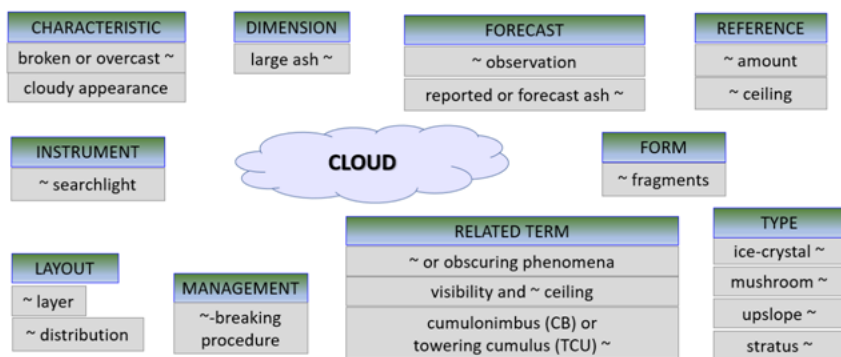 CHARACTERISTIC
broken or overcast ~
cloudy appearance
DIMENSION
large ash ~
FORECAST
~ observation
reported or forecast ash ~
REFERENCE
~ amount
~ ceiling
INSTRUMENT
~ searchlight
CLOUD
FORM
~ fragments
LAYOUT
~ layer
~ distribution
MANAGEMENT
~-breaking
procedure
RELATED TERM
~ or obscuring phenomena
visibility and ~ ceiling
cumulonimbus (CB) or
towering cumulus (TCU) ~
TYPE
ice-crystal ~
mushroom ~
upslope ~
stratus ~